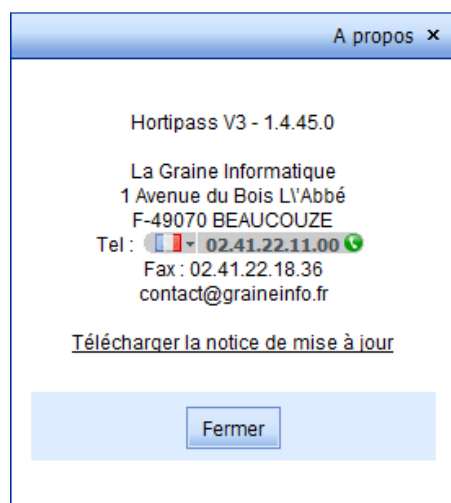 A propos ×
Hortipass V3 - 1.4.45.0
La Graine Informatique
1 Avenue du Bois L\'Abbé
F-49070 BEAUCOUZE
Tel : 02.41.22.11.00
Fax : 02.41.22.18.36
contact@graineinfo.fr
Télécharger la notice de mise à jour
Fermer